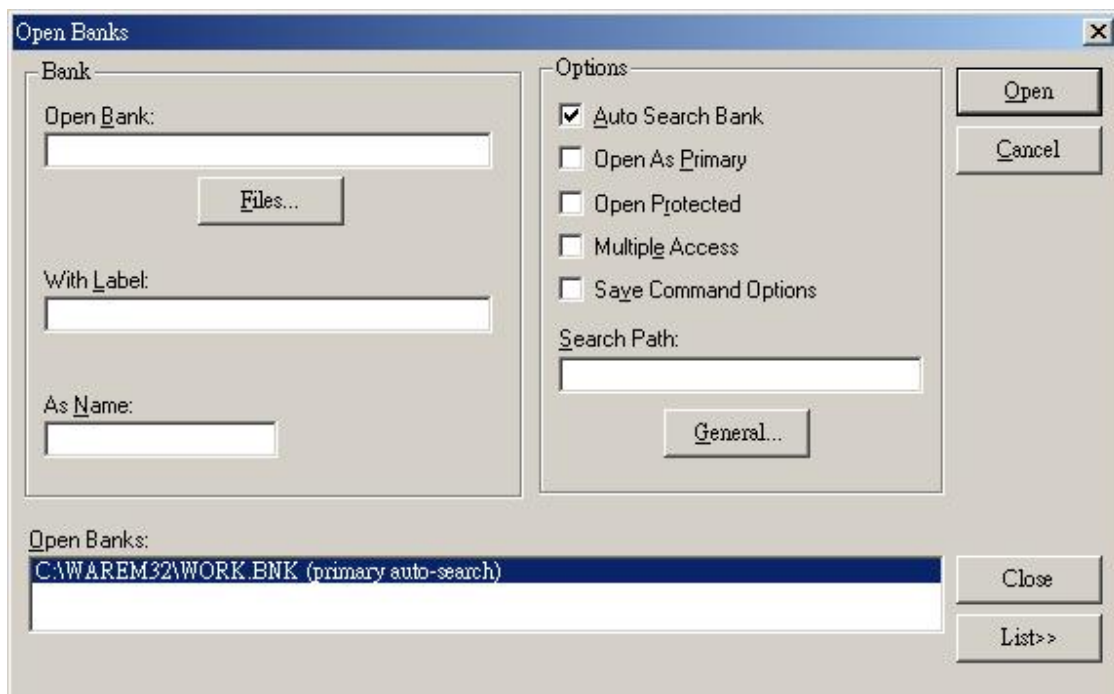 Open Banks
Bank
Open Bank:
Files...
With Label:
As Name:
Options
Auto Search Bank
Open As Primary
Open Protected
Multiple Access
Save Command Options
Search Path:
General...
Open
Cancel
Open Banks:
C:\WAREM32\WORK.BNK (primary auto-search)
Close
List>>